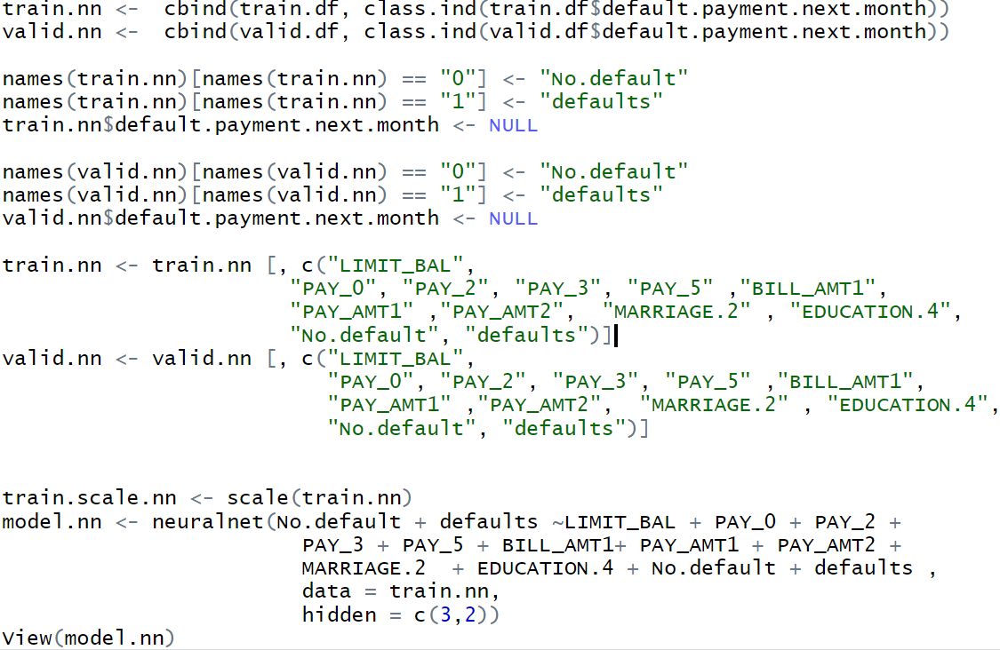 train.nn <-  cbind(train.df, class.ind(train.df$default.payment.next.month))
valid.nn <-  cbind(valid.df, class.ind(valid.df$default.payment.next.month))
names(train.nn)[names(train.nn) == "0"] <- "No.default"
names(train.nn)[names(train.nn) == "1"] <- "defaults"
train.nn$default.payment.next.month <- NULL
names(valid.nn)[names(valid.nn) == "0"] <- "No.default"
names(valid.nn)[names(valid.nn) == "1"] <- "defaults"
valid.nn$default.payment.next.month <- NULL
train.nn <- train.nn [, c("LIMIT_BAL",
"PAY_0", "PAY_2", "PAY_3", "PAY_5" ,"BILL_AMT1",
"PAY_AMT1" ,"PAY_AMT2",  "MARRIAGE.2" , "EDUCATION.4",
"No.default", "defaults")]
valid.nn <- valid.nn [, c("LIMIT_BAL",
"PAY_0", "PAY_2", "PAY_3", "PAY_5" ,"BILL_AMT1",
"PAY_AMT1" ,"PAY_AMT2",  "MARRIAGE.2" , "EDUCATION.4",
"No.default", "defaults")]
train.scale.nn <- scale(train.nn)
model.nn <- neuralnet(No.default + defaults ~LIMIT_BAL + PAY_0 + PAY_2 +
PAY_3 + PAY_5 + BILL_AMT1+ PAY_AMT1 + PAY_AMT2 +
MARRIAGE.2  + EDUCATION.4 + No.default + defaults ,
data = train.nn,
hidden = c(3,2))
View(model.nn)